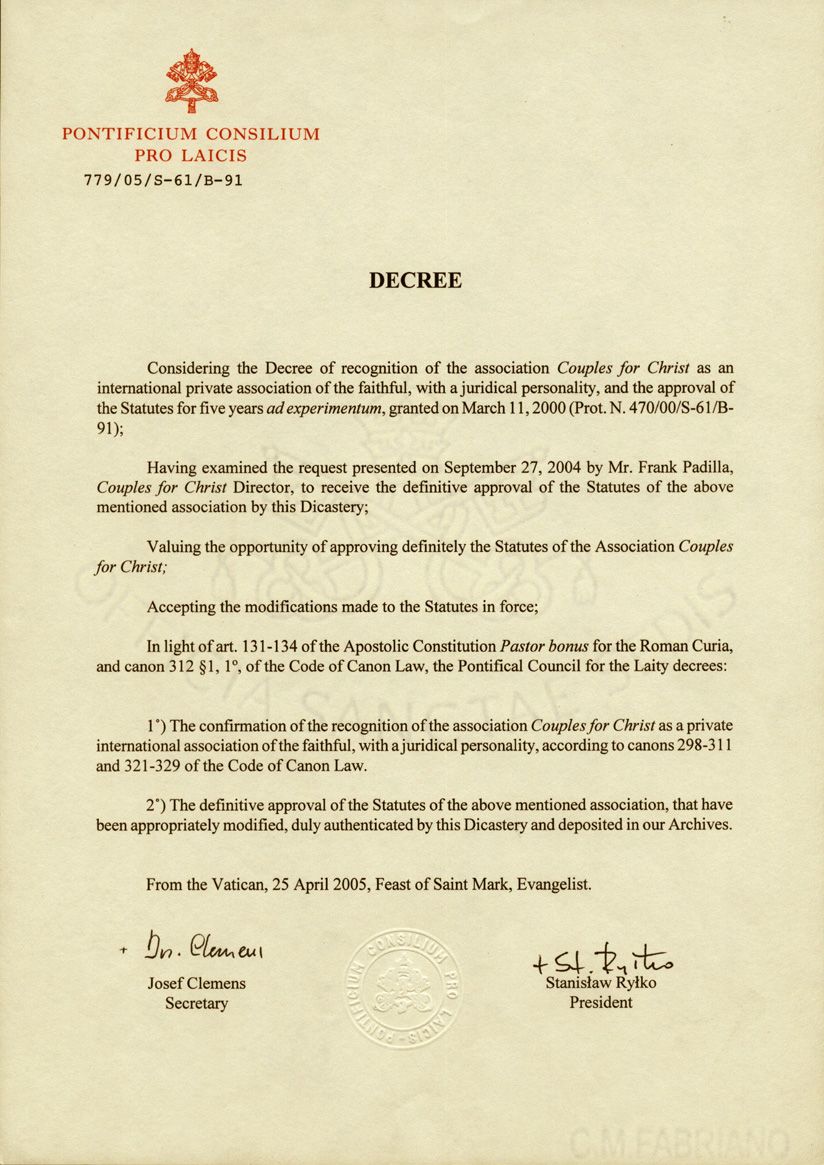 PONTIFICIUM CONSILIUM
PRO LAICIS
779/05/S-61/B-91
DECREE
Considering the Decree of recognition of the association Couples for Christ as an
international private association of the faithful, with a juridical personality, and the approval of
the Statutes for five years ad experimentum, granted on March 11, 2000 (Prot. N. 470/00/S-61/B-
91);
Having examined the request presented on September 27, 2004 by Mr. Frank Padilla,
Couples for Christ Director, to receive the definitive approval of the Statutes of the above
mentioned association by this Dicastery;
Valuing the opportunity of approving definitely the Statutes of the Association Couples
for Christ;
Accepting the modifications made to the Statutes in force;
In light of art. 131-134 of the Apostolic Constitution Pastor bonus for the Roman Curia,
and canon 312 §1, 1º, of the Code of Canon Law, the Pontifical Council for the Laity decrees:
1°) The confirmation of the recognition of the association Couples for Christ as a private
international association of the faithful, with a juridical personality, according to canons 298-311
and 321-329 of the Code of Canon Law.
2°) The definitive approval of the Statutes of the above mentioned association, that have
been appropriately modified, duly authenticated by this Dicastery and deposited in our Archives.
From the Vatican, 25 April 2005, Feast of Saint Mark, Evangelist.
+ Jos. Clemens
+ St. Ryłko
Josef Clemens
Secretary
Stanisław Ryłko
President
PONTIFICIUM CONSILIUM PRO LAICIS
C.M.FABRIANO